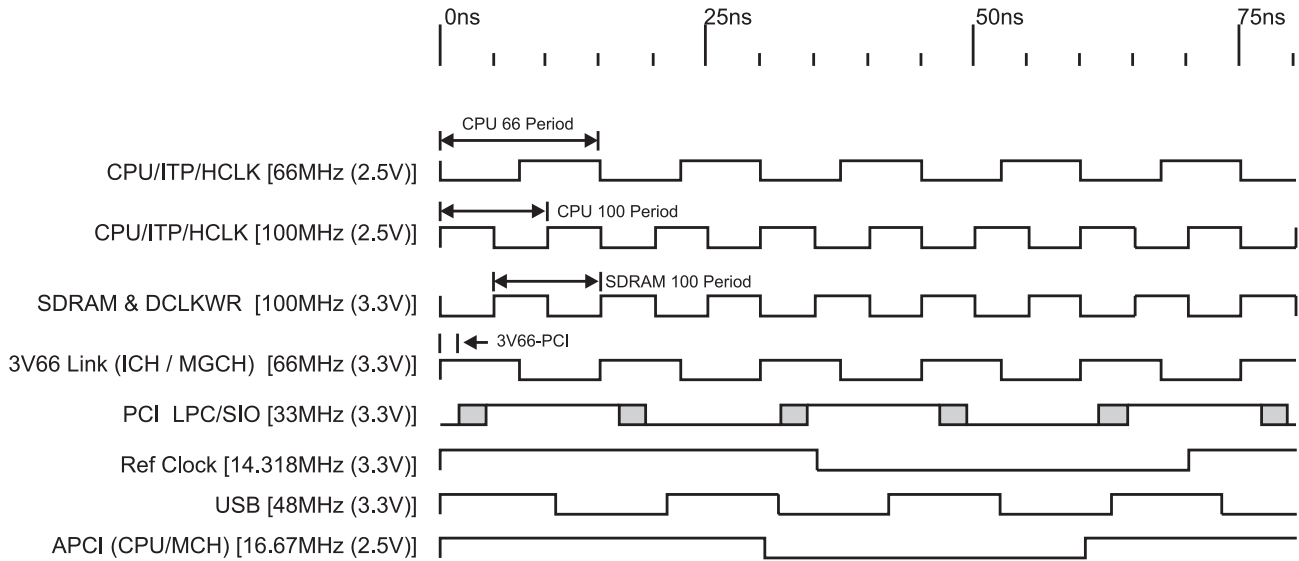 0ns 25ns 50ns 75ns
CPU 66 Period
CPU/ITP/HCLK [66MHz (2.5V)]
CPU 100 Period
CPU/ITP/HCLK [100MHz (2.5V)]
SDRAM 100 Period
SDRAM & DCLKWR [100MHz (3.3V)]
3V66-PCI
3V66 Link (ICH / MGCH) [66MHz (3.3V)]
PCI LPC/SIO [33MHz (3.3V)]
Ref Clock [14.318MHz (3.3V)]
USB [48MHz (3.3V)]
APCI (CPU/MCH) [16.67MHz (2.5V)]